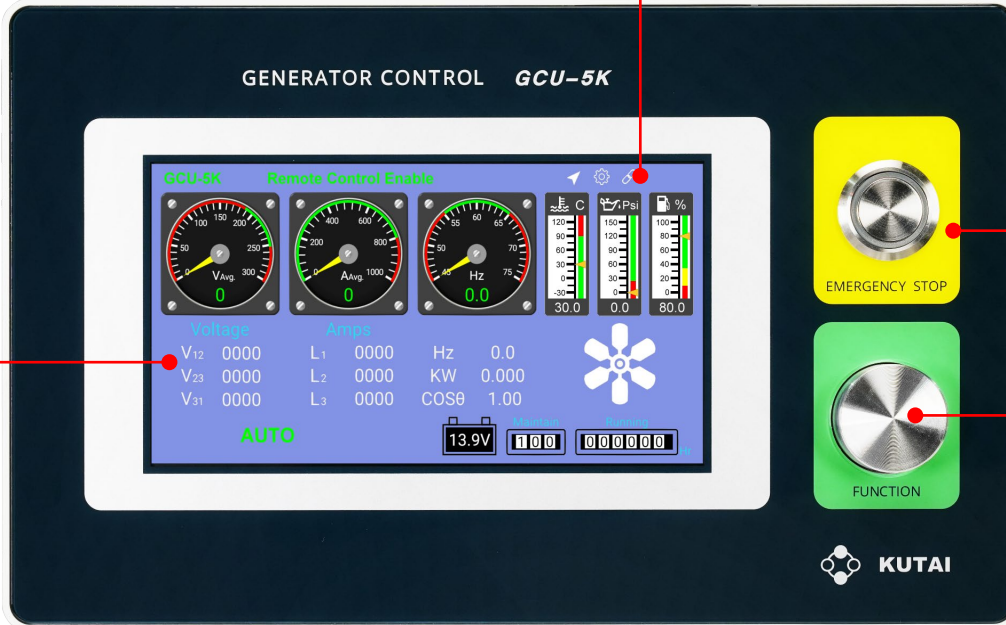 GENERATOR CONTROL GCU-5K
GCU-5K Remote Control Enable
C Psi %
0 50 100 150 200 250 300
VAvg.
0
0 200 400 600 800 1000
AAvg.
0
45 55 60 65 70 75
Hz
0.0
120 90 60 30 0 -30
30.0
150 120 90 60 30 0
0.0
100 80 60 40 20 0
80.0
Voltage Amps
V12 0000 L1 0000 Hz 0.0
V23 0000 L2 0000 KW 0.000
V31 0000 L3 0000 COSθ 1.00
AUTO
13.9V
Maintain
100
Running
000000
Hr
EMERGENCY STOP
FUNCTION
KUTAI